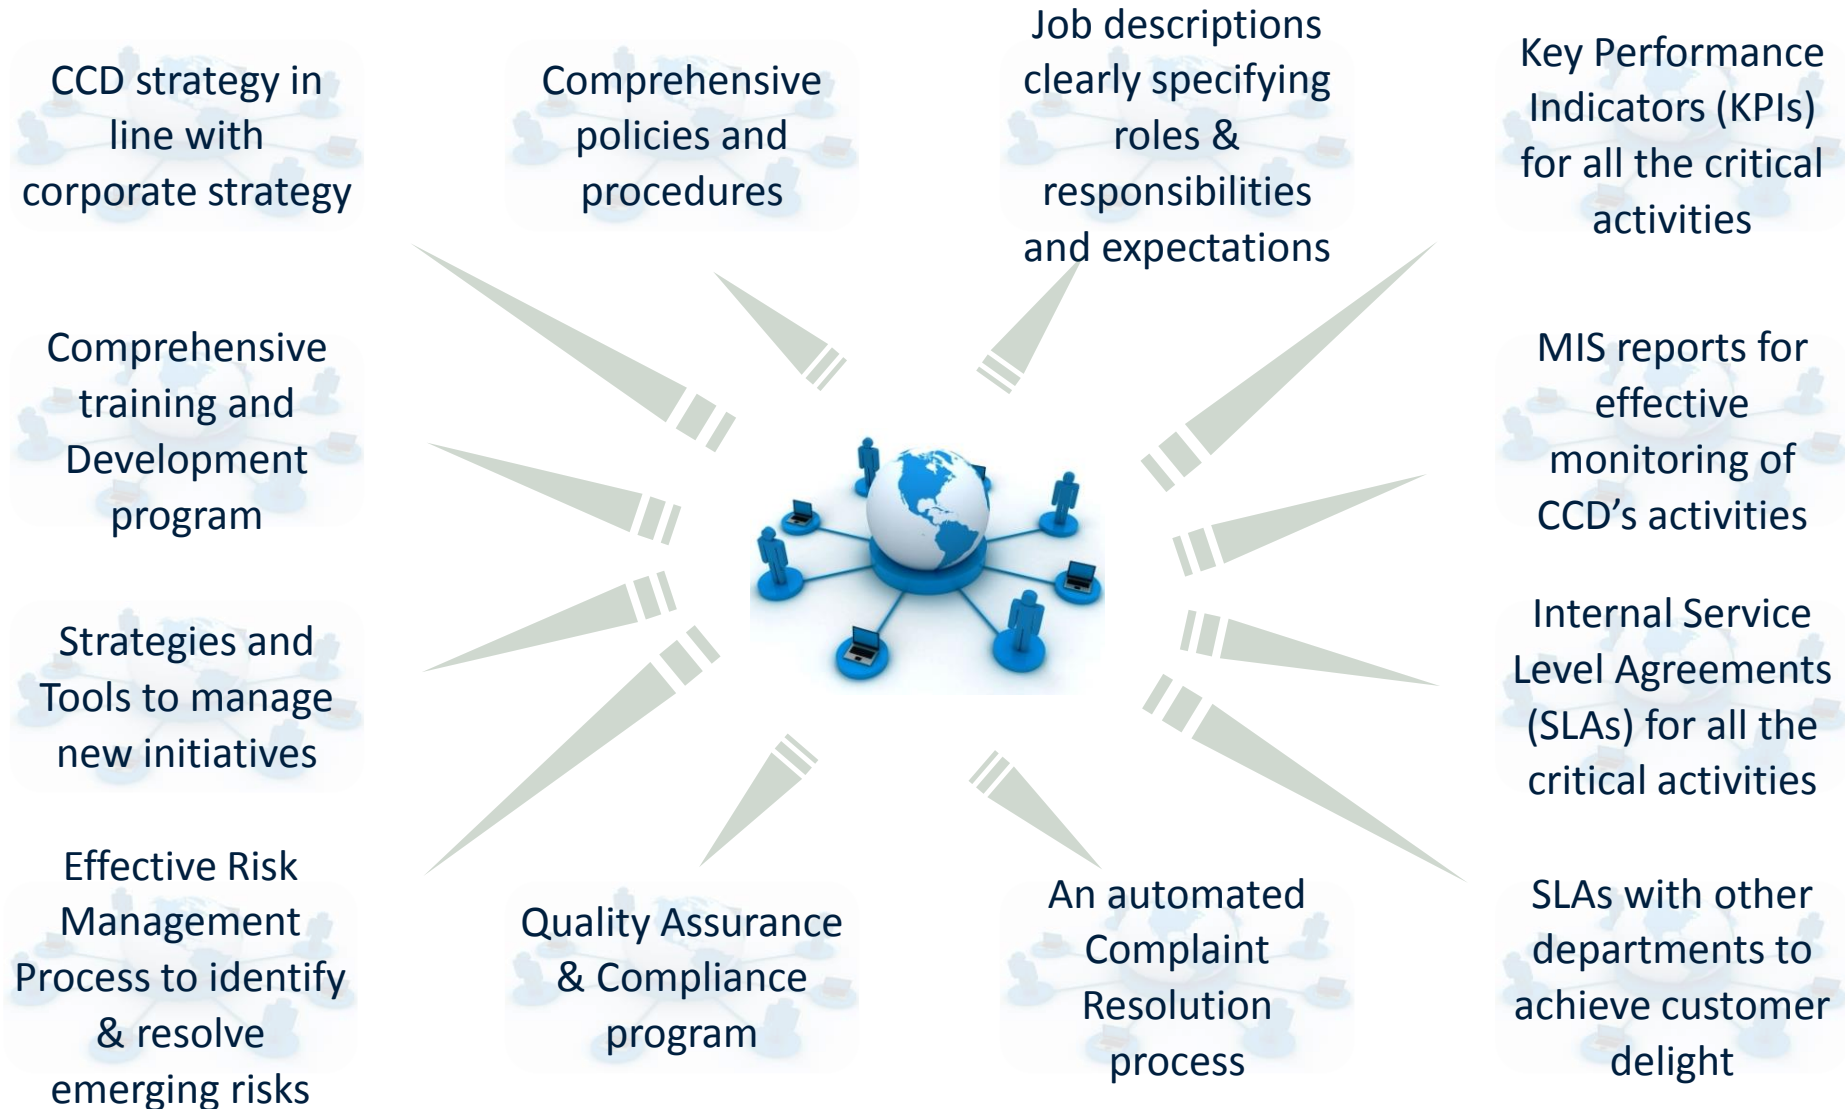 CCD strategy in
line with
corporate strategy
Comprehensive
policies and
procedures
Job descriptions
clearly specifying
roles &
responsibilities
and expectations
Key Performance
Indicators (KPIs)
for all the critical
activities
Comprehensive
training and
Development
program
MIS reports for
effective
monitoring of
CCD’s activities
Strategies and
Tools to manage
new initiatives
Internal Service
Level Agreements
(SLAs) for all the
critical activities
Effective Risk
Management
Process to identify
& resolve
emerging risks
Quality Assurance
& Compliance
program
An automated
Complaint
Resolution
process
SLAs with other
departments to
achieve customer
delight